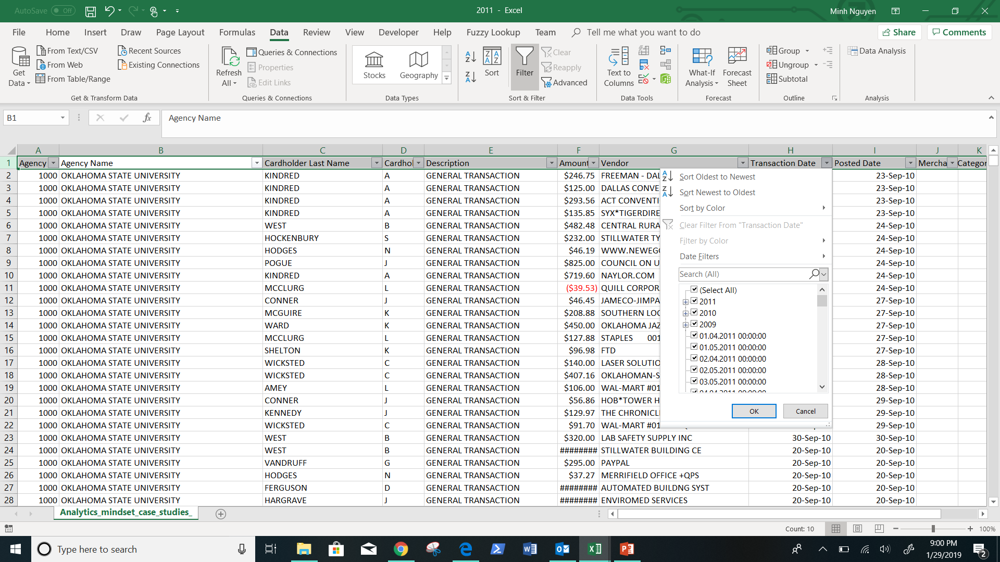 AutoSave Off
2011 - Excel
Minh Nguyen
File Home Insert Draw Page Layout Formulas Data Review View Developer Help Fuzzy Lookup Team Tell me what you want to do Share Comments
Get Data
From Text/CSV
From Web
From Table/Range
Recent Sources
Existing Connections
Get & Transform Data
Refresh All
Queries & Connections
Properties
Edit Links
Queries & Connections
Stocks Geography
Data Types
Sort
Filter
Clear
Reapply
Advanced
Sort & Filter
Text to Columns
Data Tools
What-If Analysis
Forecast Sheet
Forecast
Group
Ungroup
Subtotal
Outline
Data Analysis
Analysis
B1
fx
Agency Name
A B C D E F G H I J K
1 Agency Agency Name Cardholder Last Name Cardhol Description Amount Vendor Transaction Date Posted Date Mercha Categor
2 1000 OKLAHOMA STATE UNIVERSITY KINDRED A GENERAL TRANSACTION $246.75 FREEMAN - DAL 23-Sep-10
3 1000 OKLAHOMA STATE UNIVERSITY KINDRED A GENERAL TRANSACTION $125.00 DALLAS CONVE 23-Sep-10
4 1000 OKLAHOMA STATE UNIVERSITY KINDRED A GENERAL TRANSACTION $293.56 ACT CONVENTI 23-Sep-10
5 1000 OKLAHOMA STATE UNIVERSITY KINDRED A GENERAL TRANSACTION $135.85 SYX*TIGERDIRE 23-Sep-10
6 1000 OKLAHOMA STATE UNIVERSITY WEST B GENERAL TRANSACTION $482.48 CENTRAL RURA 24-Sep-10
7 1000 OKLAHOMA STATE UNIVERSITY HOCKENBURY S GENERAL TRANSACTION $232.00 STILLWATER TY 24-Sep-10
8 1000 OKLAHOMA STATE UNIVERSITY HODGES N GENERAL TRANSACTION $46.19 WWW.NEWEGG 24-Sep-10
9 1000 OKLAHOMA STATE UNIVERSITY POGUE J GENERAL TRANSACTION $825.00 COUNCIL ON U 24-Sep-10
10 1000 OKLAHOMA STATE UNIVERSITY KINDRED A GENERAL TRANSACTION $719.60 NAYLOR.COM 24-Sep-10
11 1000 OKLAHOMA STATE UNIVERSITY MCCLURG L GENERAL TRANSACTION ($39.53) QUILL CORPOR 24-Sep-10
12 1000 OKLAHOMA STATE UNIVERSITY CONNER J GENERAL TRANSACTION $46.45 JAMECO-JIMPA 27-Sep-10
13 1000 OKLAHOMA STATE UNIVERSITY MCGUIRE K GENERAL TRANSACTION $208.88 SOUTHERN LOC 27-Sep-10
14 1000 OKLAHOMA STATE UNIVERSITY WARD K GENERAL TRANSACTION $450.00 OKLAHOMA JAZ 27-Sep-10
15 1000 OKLAHOMA STATE UNIVERSITY MCCLURG L GENERAL TRANSACTION $127.88 STAPLES 001 27-Sep-10
16 1000 OKLAHOMA STATE UNIVERSITY SHELTON K GENERAL TRANSACTION $96.98 FTD 27-Sep-10
17 1000 OKLAHOMA STATE UNIVERSITY WICKSTED C GENERAL TRANSACTION $140.00 LASER SOLUTIO 28-Sep-10
18 1000 OKLAHOMA STATE UNIVERSITY WICKSTED C GENERAL TRANSACTION $407.16 OKLAHOMAN-S 28-Sep-10
19 1000 OKLAHOMA STATE UNIVERSITY AMEY L GENERAL TRANSACTION $106.00 WAL-MART #01 28-Sep-10
20 1000 OKLAHOMA STATE UNIVERSITY CONNER J GENERAL TRANSACTION $56.86 HOB*TOWER H 29-Sep-10
21 1000 OKLAHOMA STATE UNIVERSITY KENNEDY J GENERAL TRANSACTION $129.97 THE CHRONICL 29-Sep-10
22 1000 OKLAHOMA STATE UNIVERSITY WICKSTED C GENERAL TRANSACTION $91.70 WAL-MART #01 29-Sep-10
23 1000 OKLAHOMA STATE UNIVERSITY WEST B GENERAL TRANSACTION $320.00 LAB SAFETY SUPPLY INC 30-Sep-10 30-Sep-10
24 1000 OKLAHOMA STATE UNIVERSITY WEST B GENERAL TRANSACTION ######## STILLWATER BUILDING CE 20-Sep-10 20-Sep-10
25 1000 OKLAHOMA STATE UNIVERSITY VANDRUFF G GENERAL TRANSACTION $295.00 PAYPAL 20-Sep-10 20-Sep-10
26 1000 OKLAHOMA STATE UNIVERSITY HODGES N GENERAL TRANSACTION $37.27 MERRIFIELD OFFICE +QPS 20-Sep-10 20-Sep-10
27 1000 OKLAHOMA STATE UNIVERSITY FERGUSON D GENERAL TRANSACTION ######## AUTOMATED BUILDNG SYST 20-Sep-10 20-Sep-10
28 1000 OKLAHOMA STATE UNIVERSITY HARGRAVE J GENERAL TRANSACTION ######## ENVIROMED SERVICES 20-Sep-10 20-Sep-10
Sort Oldest to Newest
Sort Newest to Oldest
Sort by Color
Clear Filter From "Transaction Date"
Filter by Color
Date Filters
Search (All)
(Select All)
2011
2010
2009
01.04.2011 00:00:00
01.05.2011 00:00:00
02.04.2011 00:00:00
02.05.2011 00:00:00
03.05.2011 00:00:00
OK Cancel
Analytics_mindset_case_studies_
Count: 10
100%
Type here to search
9:00 PM
1/29/2019
2